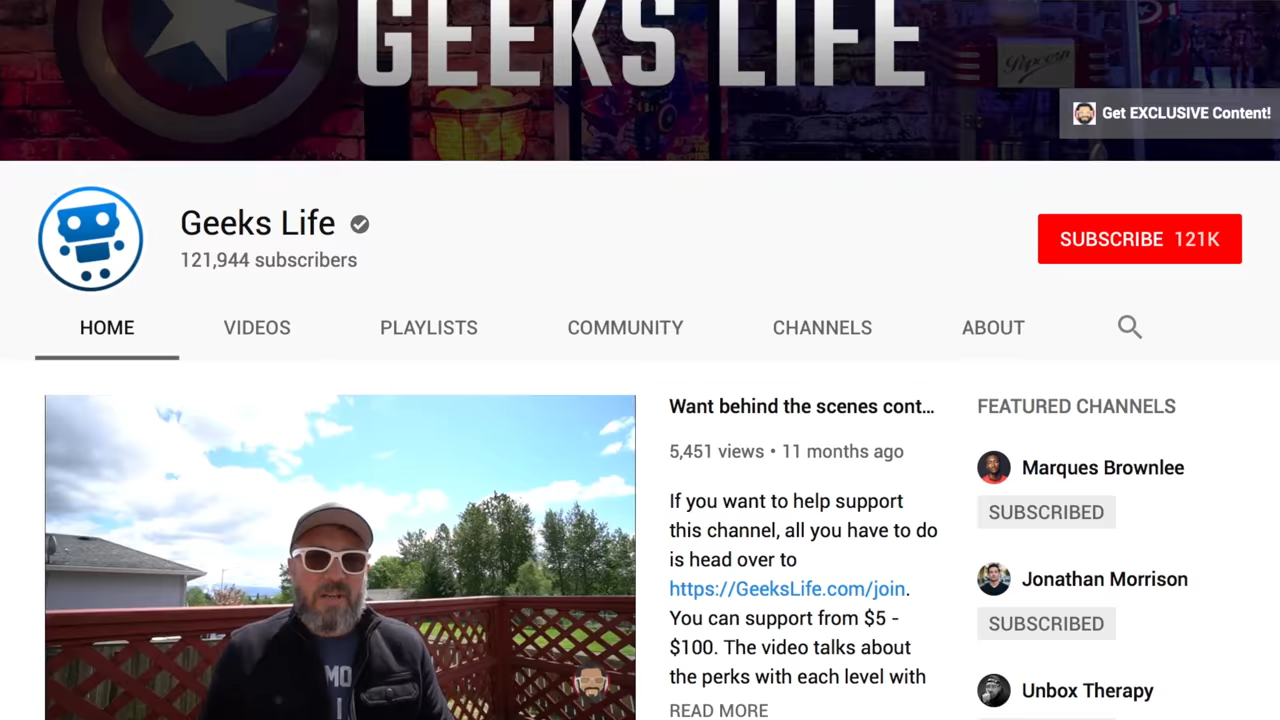 GEEKS LIFE
Popcorn
Get EXCLUSIVE Content!
Geeks Life
121,944 subscribers
SUBSCRIBE 121K
HOME VIDEOS PLAYLISTS COMMUNITY CHANNELS ABOUT
Want behind the scenes cont...
5,451 views • 11 months ago
If you want to help support
this channel, all you have to do
is head over to
https://GeeksLife.com/join.
You can support from $5 -
$100. The video talks about
the perks with each level with
READ MORE
FEATURED CHANNELS
Marques Brownlee
SUBSCRIBED
Jonathan Morrison
SUBSCRIBED
Unbox Therapy
MO